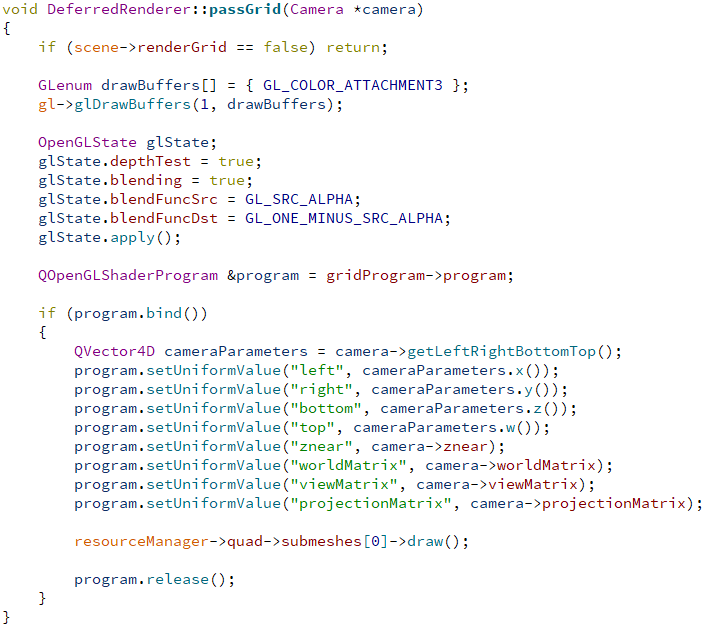 void DeferredRenderer::passGrid(Camera *camera)
{
    if (scene->renderGrid == false) return;

    GLenum drawBuffers[] = { GL_COLOR_ATTACHMENT3 };
    gl->glDrawBuffers(1, drawBuffers);

    OpenGLState glState;
    glState.depthTest = true;
    glState.blending = true;
    glState.blendFuncSrc = GL_SRC_ALPHA;
    glState.blendFuncDst = GL_ONE_MINUS_SRC_ALPHA;
    glState.apply();

    QOpenGLShaderProgram &program = gridProgram->program;

    if (program.bind())
    {
        QVector4D cameraParameters = camera->getLeftRightBottomTop();
        program.setUniformValue("left", cameraParameters.x());
        program.setUniformValue("right", cameraParameters.y());
        program.setUniformValue("bottom", cameraParameters.z());
        program.setUniformValue("top", cameraParameters.w());
        program.setUniformValue("znear", camera->znear);
        program.setUniformValue("worldMatrix", camera->worldMatrix);
        program.setUniformValue("viewMatrix", camera->viewMatrix);
        program.setUniformValue("projectionMatrix", camera->projectionMatrix);

        resourceManager->quad->submeshes[0]->draw();

        program.release();
    }
}